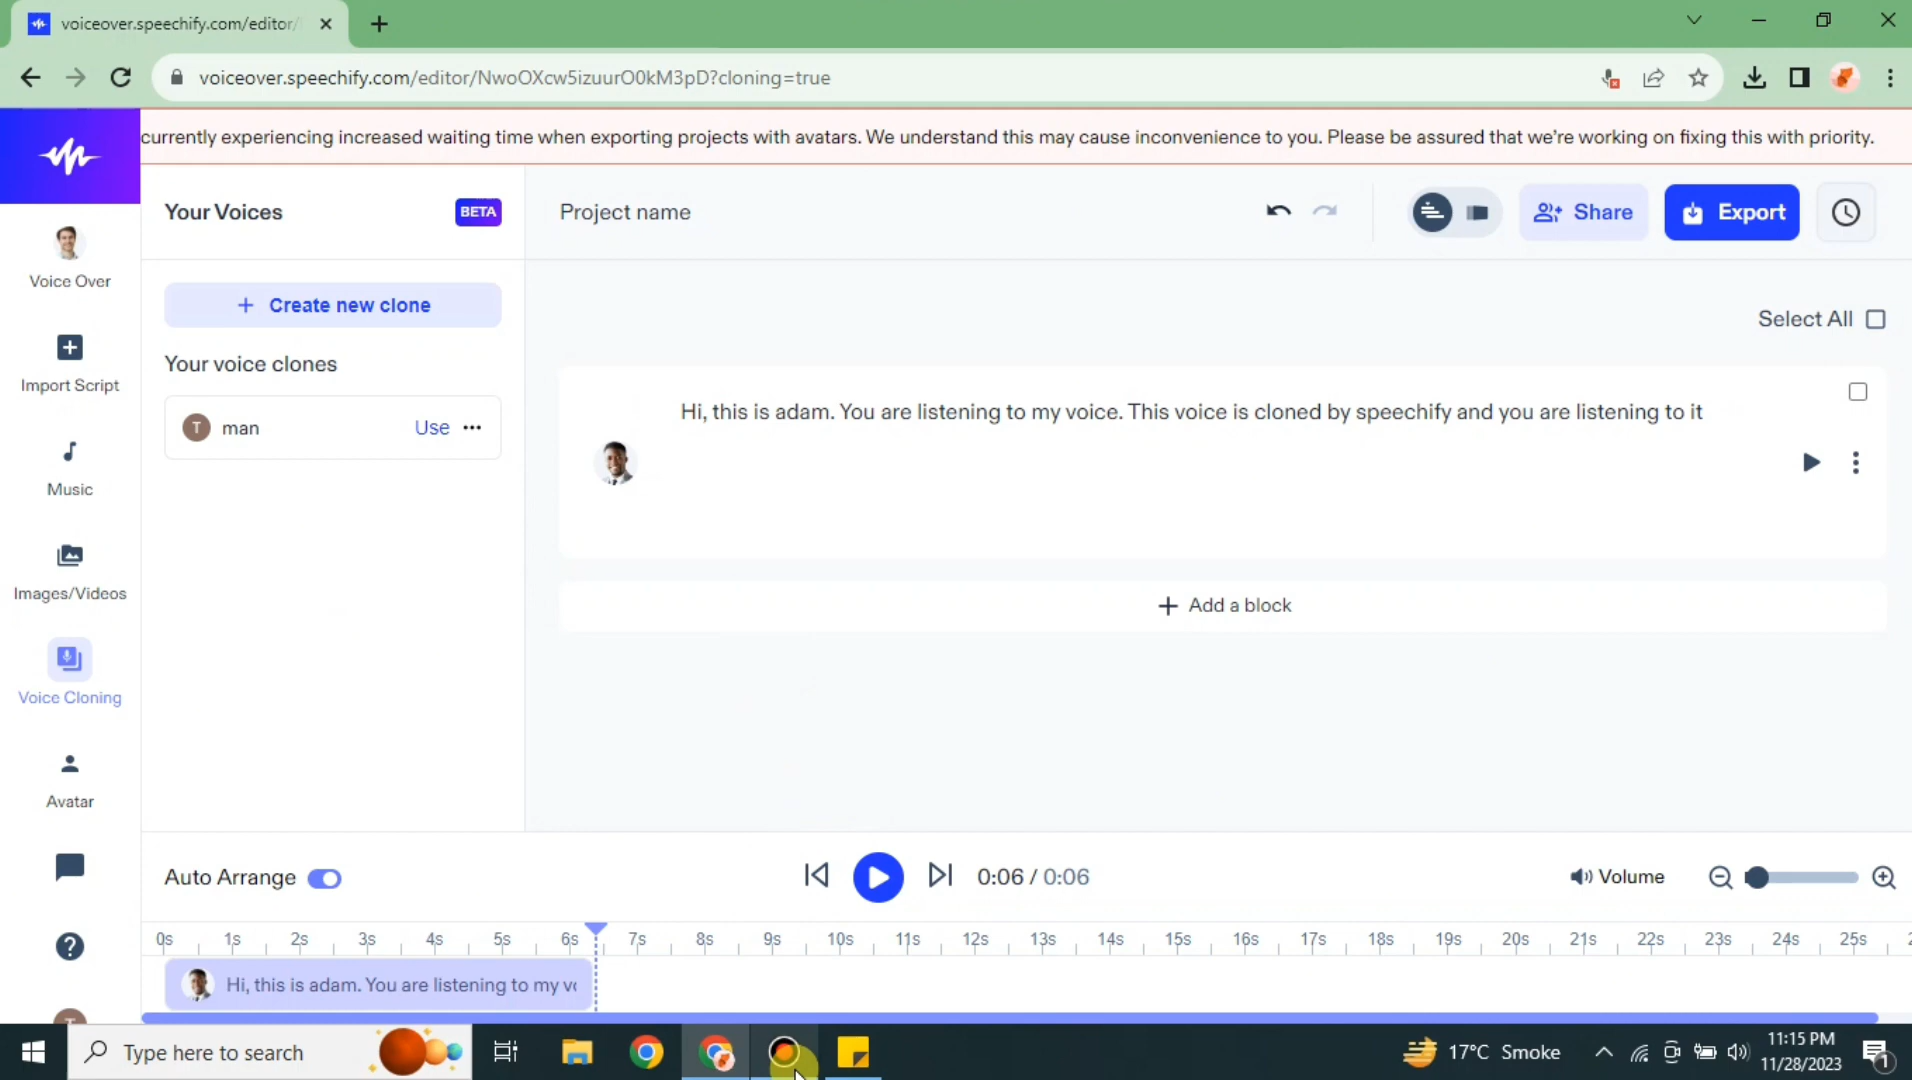 voiceover.speechify.com/editor/
voiceover.speechify.com/editor/NwoOXcw5izuurO0kM3pD?cloning=true
currently experiencing increased waiting time when exporting projects with avatars. We understand this may cause inconvenience to you. Please be assured that we're working on fixing this with priority.
Your Voices
BETA
Project name
Share
Export
Voice Over
Create new clone
Select All
Import Script
Your voice clones
T
man
Use
Hi, this is adam. You are listening to my voice. This voice is cloned by speechify and you are listening to it
Music
Images/Videos
Add a block
Voice Cloning
Avatar
Auto Arrange
0:06 / 0:06
Volume
0s 1s 2s 3s 4s 5s 6s 7s 8s 9s 10s 11s 12s 13s 14s 15s 16s 17s 18s 19s 20s 21s 22s 23s 24s 25s
Hi, this is adam. You are listening to my
Type here to search
17°C Smoke
11:15 PM
11/28/2023
1